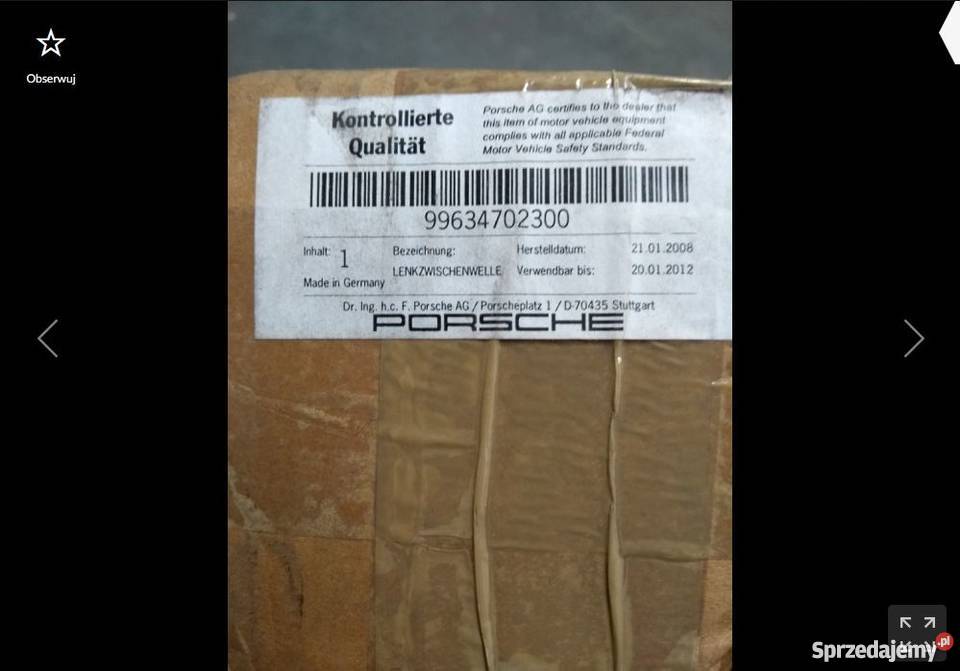 Obserwuj
Kontrollierte
Qualität
Porsche AG certifies to the dealer that
this item of motor vehicle equipment
complies with all applicable Federal
Motor Vehicle Safety Standards.
99634702300
Inhalt: 1
Made in Germany
Bezeichnung:
LENKZWISCHENWELLE
Herstelldatum: 21.01.2008
Verwendbar bis: 20.01.2012
Dr. Ing. h.c. F. Porsche AG / Porscheplatz 1 / D-70435 Stuttgart
PORSCHE
Sprzedajemy.pl